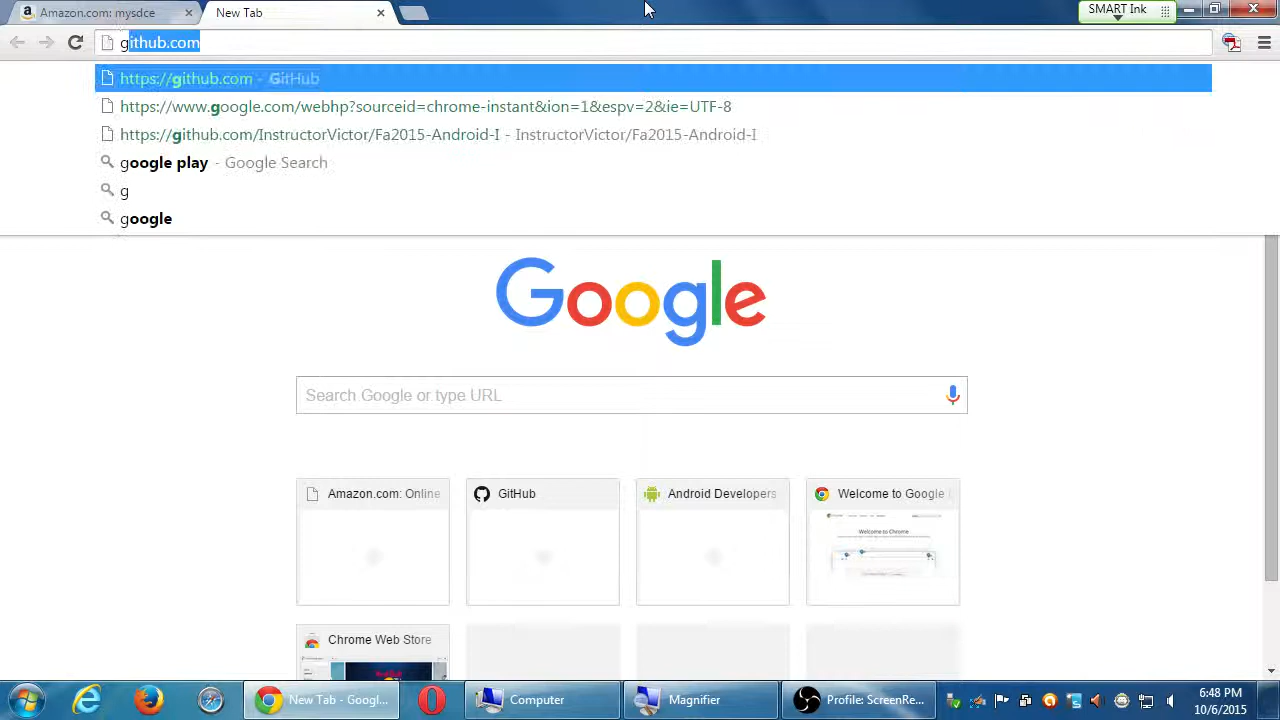 Amazon.com: mysdce
New Tab
SMART Ink
github.com
https://github.com - GitHub
https://www.google.com/webhp?sourceid=chrome-instant&ion=1&espv=2&ie=UTF-8
https://github.com/InstructorVictor/Fa2015-Android-I - InstructorVictor/Fa2015-Android-I
google play - Google Search
g
google
Google
Search Google or type URL
Amazon.com: Online
GitHub
Android Developers
Welcome to Google
Welcome to Chrome
Chrome Web Store
New Tab - Googl...
Computer
Magnifier
Profile: ScreenRe...
6:48 PM
10/6/2015